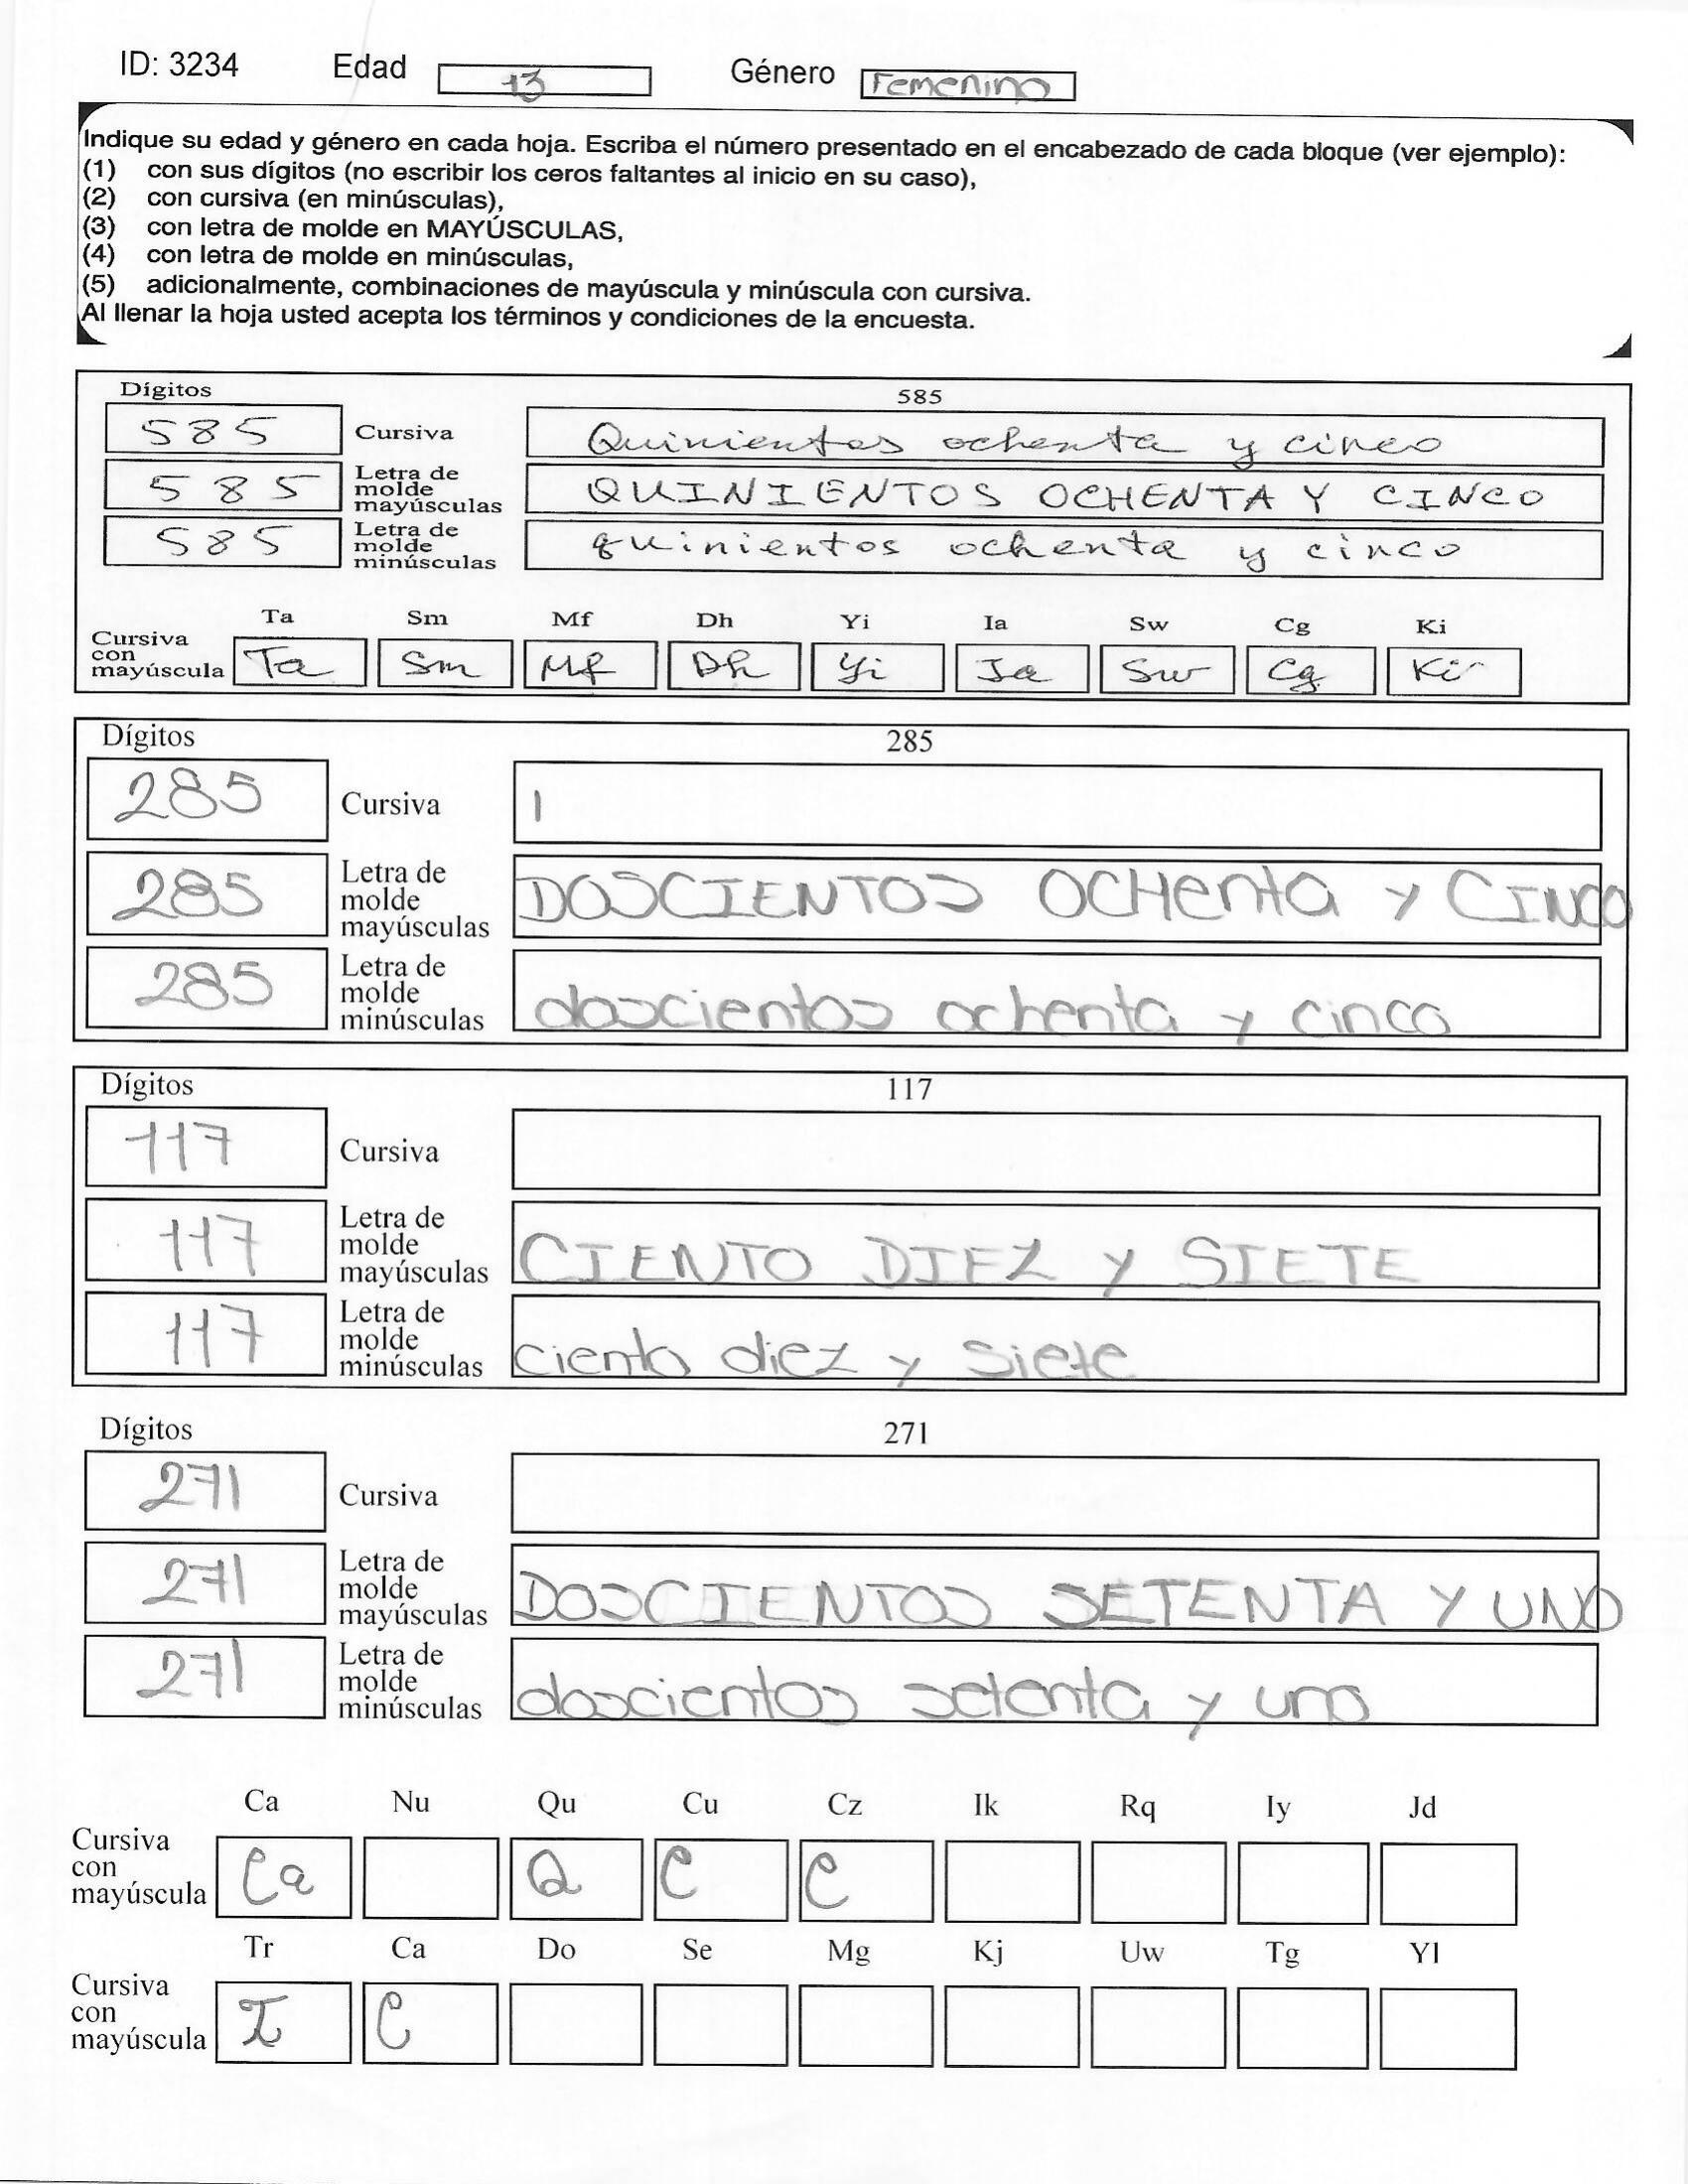 ID: 3234 Edad 13 Género Femenino
Indique su edad y género en cada hoja. Escriba el número presentado en el encabezado de cada bloque (ver ejemplo):
(1) con sus dígitos (no escribir los ceros faltantes al inicio en su caso),
(2) con cursiva (en minúsculas),
(3) con letra de molde en MAYÚSCULAS,
(4) con letra de molde en minúsculas,
(5) adicionalmente, combinaciones de mayúscula y minúscula con cursiva.
Al llenar la hoja usted acepta los términos y condiciones de la encuesta.
Dígitos 585
585 Cursiva Quinientos ochenta y cinco
585 Letra de molde mayúsculas QUINIENTOS OCHENTA Y CINCO
585 Letra de molde minúsculas quinientos ochenta y cinco
Ta Sm Mf Dh Yi Ia Sw Cg Ki
Cursiva con mayúscula Ta Sm Mf Dh Yi Ia Sw Cg Ki
Dígitos 285
285 Cursiva
285 Letra de molde mayúsculas DOSCIENTOS OCHentA y CINCO
285 Letra de molde minúsculas doscientos ochenta y cinco
Dígitos 117
117 Cursiva
117 Letra de molde mayúsculas CIENTO DIEZ y SIETE
117 Letra de molde minúsculas ciento diez y siete
Dígitos 271
271 Cursiva
271 Letra de molde mayúsculas DOSCIENTOS SETENTA Y UNO
271 Letra de molde minúsculas doscientos setenta y uno
Ca Nu Qu Cu Cz Ik Rq Iy Jd
Cursiva con mayúscula Ca Q C C
Tr Ca Do Se Mg Kj Uw Tg Yl
Cursiva con mayúscula T C